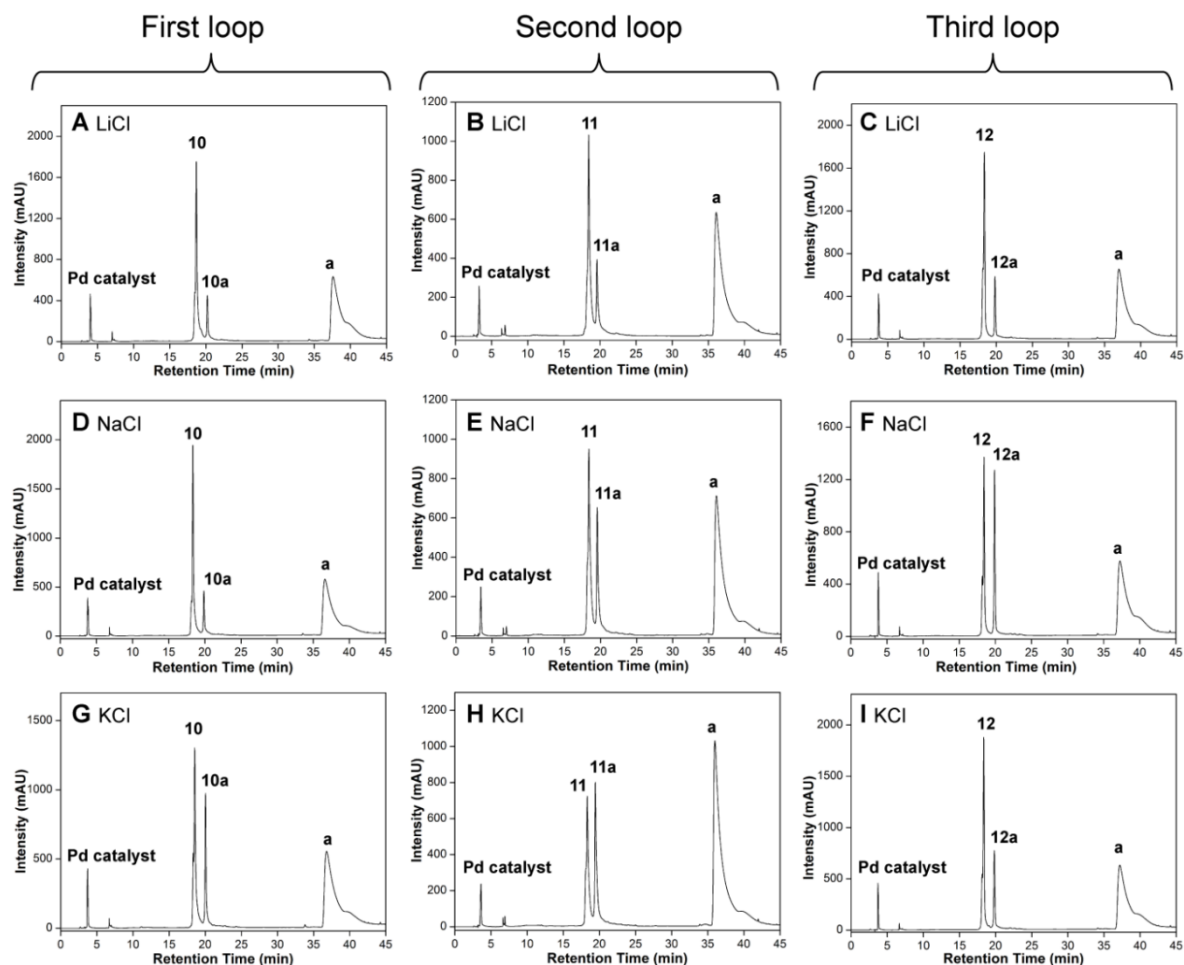 First loop
Second loop
Third loop
A LiCl
10
10a
a
Pd catalyst
Intensity (mAU)
2000
1600
1200
800
400
0
0 5 10 15 20 25 30 35 40 45
Retention Time (min)
B LiCl
11
11a
a
Pd catalyst
Intensity (mAU)
1200
1000
800
600
400
200
0
0 5 10 15 20 25 30 35 40 45
Retention Time (min)
C LiCl
12
12a
a
Pd catalyst
Intensity (mAU)
2000
1600
1200
800
400
0
0 5 10 15 20 25 30 35 40 45
Retention Time (min)
D NaCl
10
10a
a
Pd catalyst
Intensity (mAU)
2000
1500
1000
500
0
0 5 10 15 20 25 30 35 40 45
Retention Time (min)
E NaCl
11
11a
a
Pd catalyst
Intensity (mAU)
1200
1000
800
600
400
200
0
0 5 10 15 20 25 30 35 40 45
Retention Time (min)
F NaCl
12
12a
a
Pd catalyst
Intensity (mAU)
1600
1200
800
400
0
0 5 10 15 20 25 30 35 40 45
Retention Time (min)
G KCl
10
10a
a
Pd catalyst
Intensity (mAU)
1500
1000
500
0
0 5 10 15 20 25 30 35 40 45
Retention Time (min)
H KCl
11
11a
a
Pd catalyst
Intensity (mAU)
1200
1000
800
600
400
200
0
0 5 10 15 20 25 30 35 40 45
Retention Time (min)
I KCl
12
12a
a
Pd catalyst
Intensity (mAU)
2000
1500
1000
500
0
0 5 10 15 20 25 30 35 40 45
Retention Time (min)